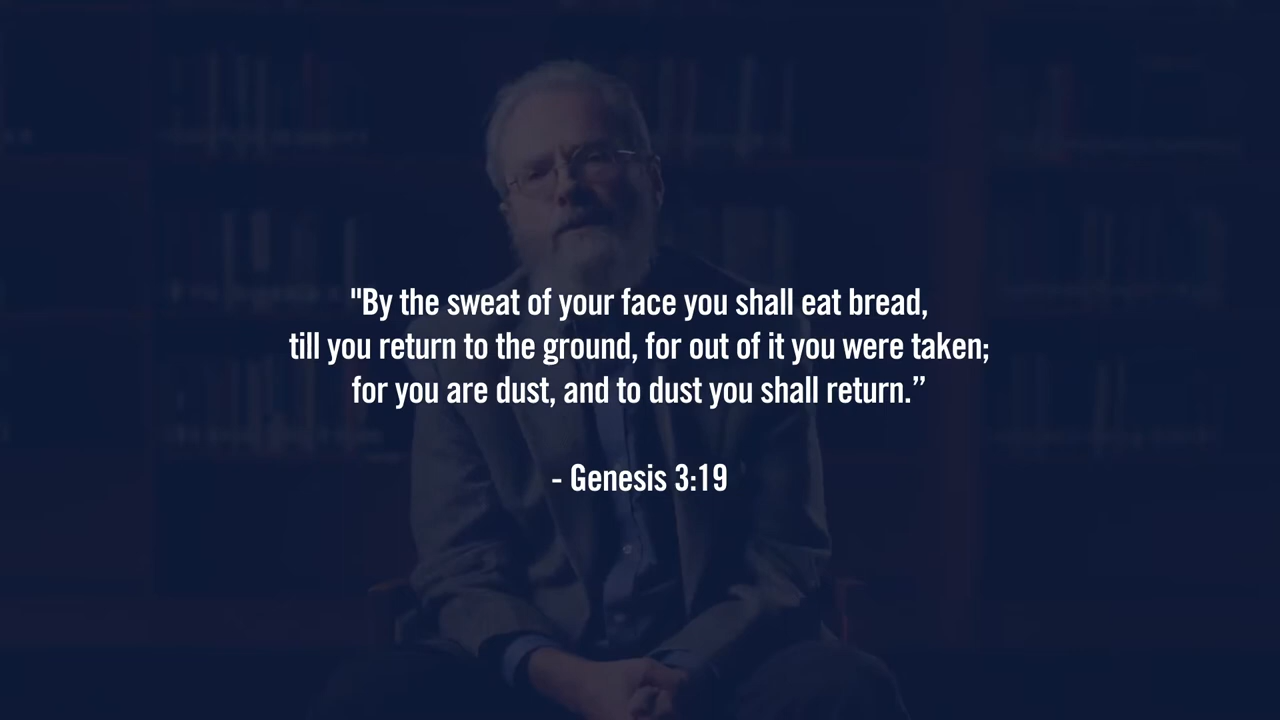 "By the sweat of your face you shall eat bread,
till you return to the ground, for out of it you were taken;
for you are dust, and to dust you shall return.”
- Genesis 3:19